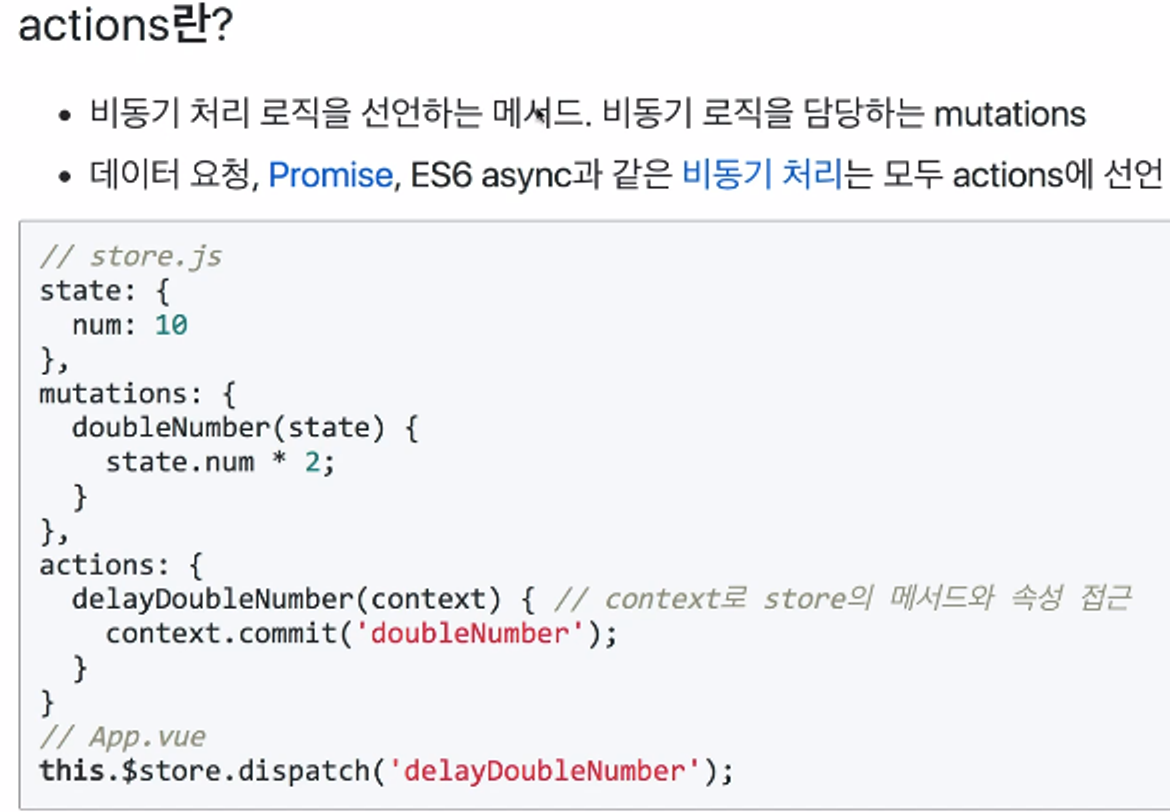 actions란?
비동기 처리 로직을 선언하는 메서드. 비동기 로직을 담당하는 mutations
데이터 요청, Promise, ES6 async과 같은 비동기 처리는 모두 actions에 선언
// store.js
state: {
  num: 10
},
mutations: {
  doubleNumber(state) {
    state.num * 2;
  }
},
actions: {
  delayDoubleNumber(context) { // context로 store의 메서드와 속성 접근
    context.commit('doubleNumber');
  }
}
// App.vue
this.$store.dispatch('delayDoubleNumber');